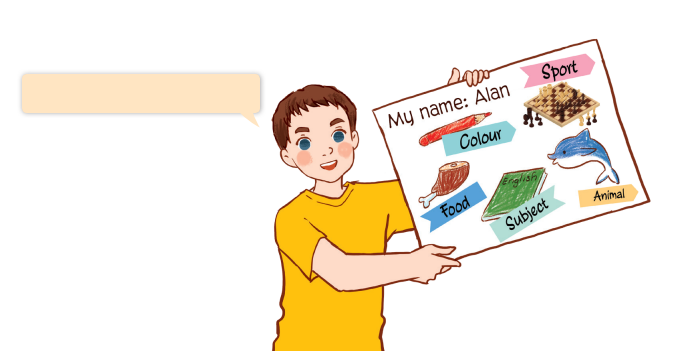 Sport
My name: Alan
Colour
English
Food
Subject
Animal